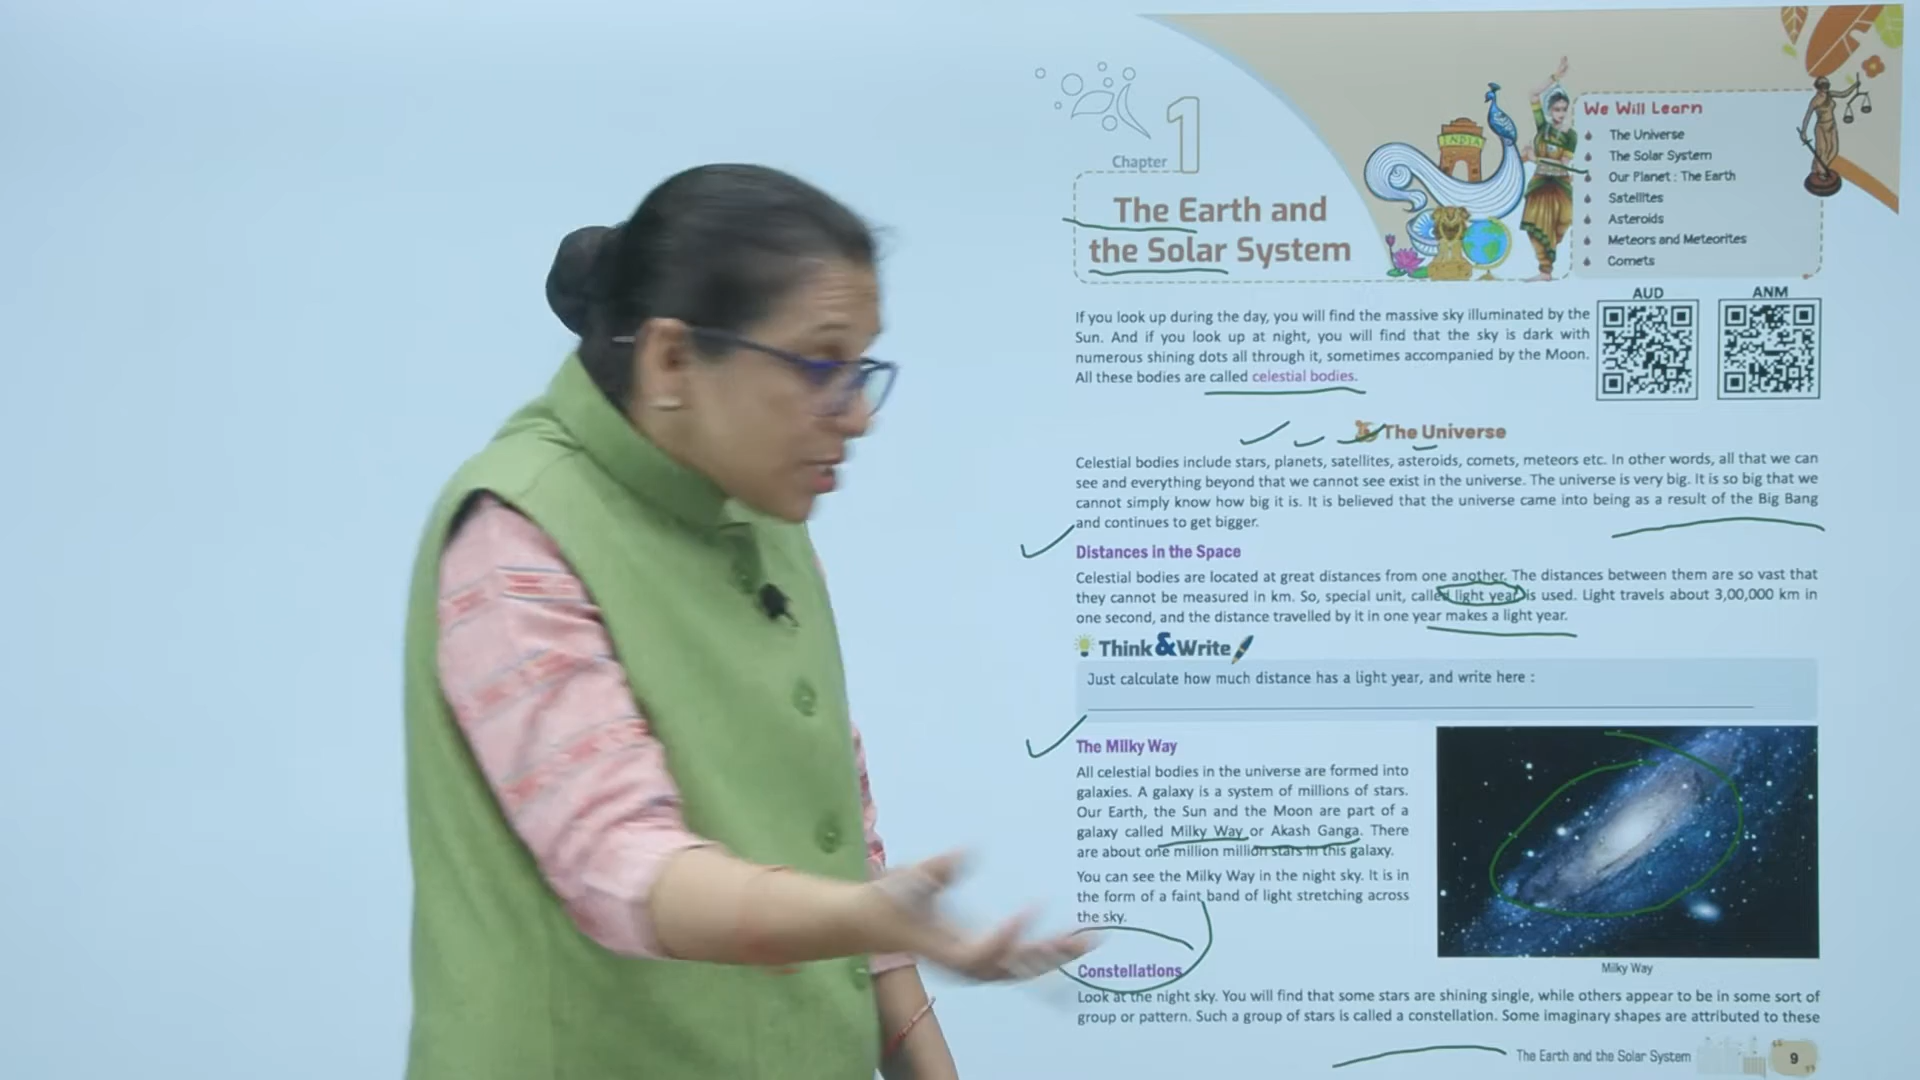 Chapter 1
The Earth and
the Solar System
INDIA
We Will Learn
The Universe
The Solar System
Our Planet : The Earth
Satellites
Asteroids
Meteors and Meteorites
Comets
AUD
ANM
If you look up during the day, you will find the massive sky illuminated by the
Sun. And if you look up at night, you will find that the sky is dark with
numerous shining dots all through it, sometimes accompanied by the Moon.
All these bodies are called celestial bodies.
The Universe
Celestial bodies include stars, planets, satellites, asteroids, comets, meteors etc. In other words, all that we can
see and everything beyond that we cannot see exist in the universe. The universe is very big. It is so big that we
cannot simply know how big it is. It is believed that the universe came into being as a result of the Big Bang
and continues to get bigger.
Distances in the Space
Celestial bodies are located at great distances from one another. The distances between them are so vast that
they cannot be measured in km. So, special unit, called light year is used. Light travels about 3,00,000 km in
one second, and the distance travelled by it in one year makes a light year.
Think & Write
Just calculate how much distance has a light year, and write here :
The Milky Way
All celestial bodies in the universe are formed into
galaxies. A galaxy is a system of millions of stars.
Our Earth, the Sun and the Moon are part of a
galaxy called Milky Way or Akash Ganga. There
are about one million million stars in this galaxy.
You can see the Milky Way in the night sky. It is in
the form of a faint band of light stretching across
the sky.
Milky Way
Constellations
Look at the night sky. You will find that some stars are shining single, while others appear to be in some sort of
group or pattern. Such a group of stars is called a constellation. Some imaginary shapes are attributed to these
The Earth and the Solar System
9